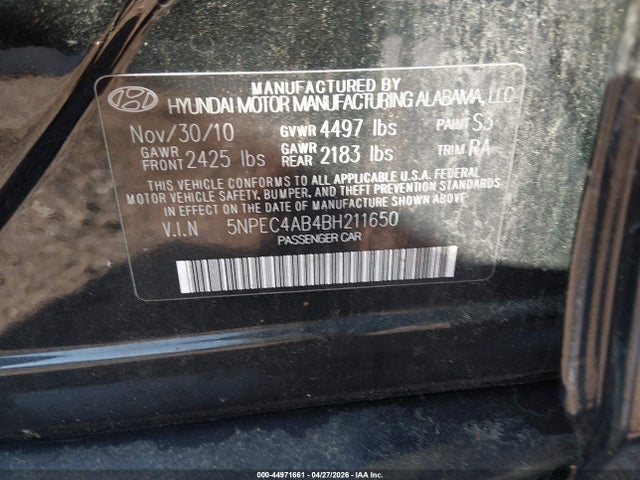 MANUFACTURED BY
HYUNDAI MOTOR MANUFACTURING ALABAMA, LLC
Nov/30/10 GVWR 4497 lbs PAINT S3
GAWR FRONT 2425 lbs GAWR REAR 2183 lbs TRIM RA
THIS VEHICLE CONFORMS TO ALL APPLICABLE U.S.A. FEDERAL
MOTOR VEHICLE SAFETY, BUMPER, AND THEFT PREVENTION STANDARDS
IN EFFECT ON THE DATE OF MANUFACTURE SHOWN ABOVE
V.I.N 5NPEC4AB4BH211650
PASSENGER CAR
000-44971661 | 04/27/2026 - IAA Inc.